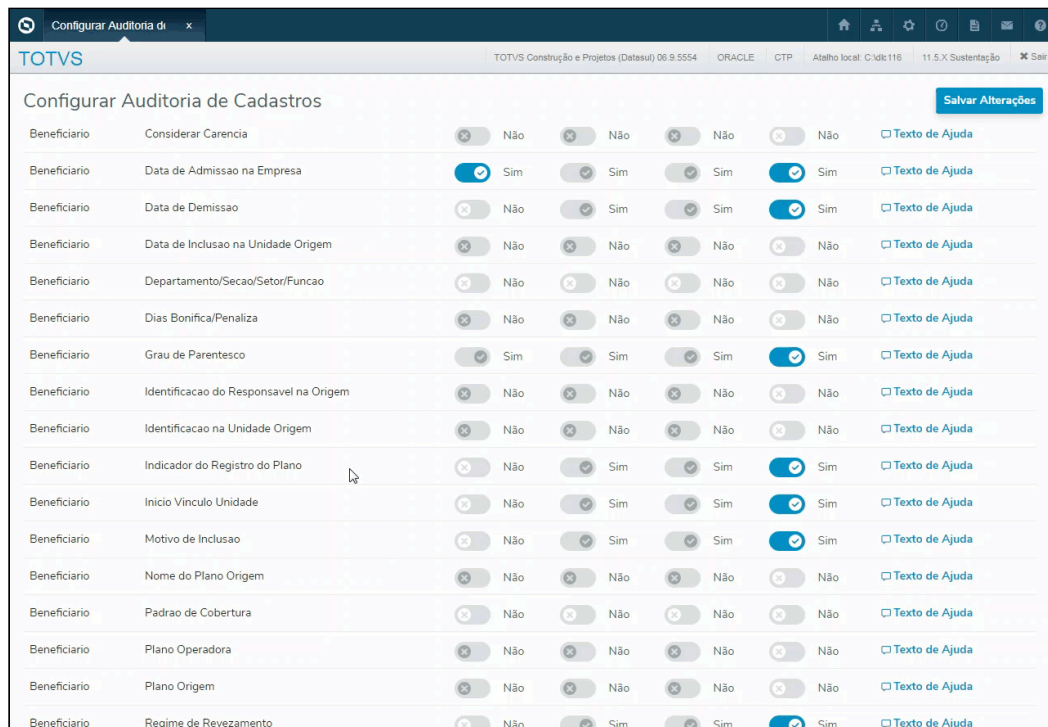 Configurar Auditoria de x
TOTVS TOTVS Construção e Projetos (Datasul) 06.9.5554 ORACLE CTP Atalho local: C:\dlc116 11.5.X Sustentação Sair
Configurar Auditoria de Cadastros Salvar Alterações
Beneficiario Considerar Carencia Não Não Não Não Texto de Ajuda
Beneficiario Data de Admissao na Empresa Sim Sim Sim Sim Texto de Ajuda
Beneficiario Data de Demissao Não Sim Sim Sim Texto de Ajuda
Beneficiario Data de Inclusao na Unidade Origem Não Não Não Não Texto de Ajuda
Beneficiario Departamento/Secao/Setor/Funcao Não Não Não Não Texto de Ajuda
Beneficiario Dias Bonifica/Penaliza Não Não Não Não Texto de Ajuda
Beneficiario Grau de Parentesco Sim Sim Sim Sim Texto de Ajuda
Beneficiario Identificacao do Responsavel na Origem Não Não Não Não Texto de Ajuda
Beneficiario Identificacao na Unidade Origem Não Não Não Não Texto de Ajuda
Beneficiario Indicador do Registro do Plano Não Sim Sim Sim Texto de Ajuda
Beneficiario Inicio Vinculo Unidade Não Sim Sim Sim Texto de Ajuda
Beneficiario Motivo de Inclusao Não Sim Sim Sim Texto de Ajuda
Beneficiario Nome do Plano Origem Não Não Não Não Texto de Ajuda
Beneficiario Padrao de Cobertura Não Não Não Não Texto de Ajuda
Beneficiario Plano Operadora Não Não Não Não Texto de Ajuda
Beneficiario Plano Origem Não Não Não Não Texto de Ajuda
Beneficiario Regime de Revezamento Não Sim Sim Sim Texto de Ajuda